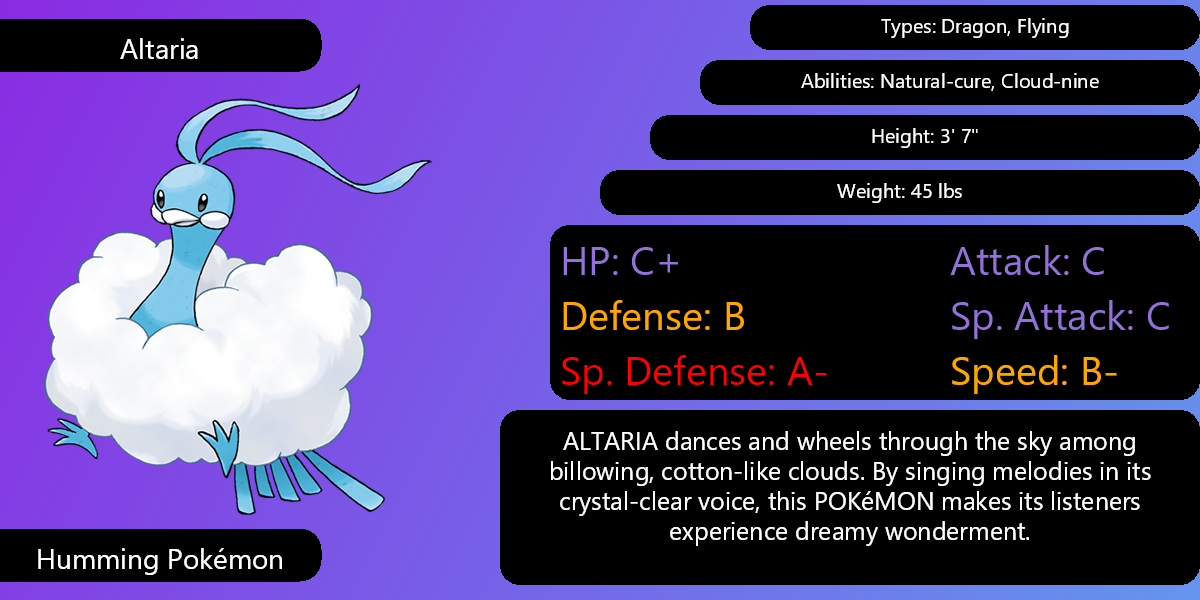 Altaria
Types: Dragon, Flying
Abilities: Natural-cure, Cloud-nine
Height: 3' 7"
Weight: 45 lbs
HP: C+
Attack: C
Defense: B
Sp. Attack: C
Sp. Defense: A-
Speed: B-
ALTARIA dances and wheels through the sky among
billowing, cotton-like clouds. By singing melodies in its
crystal-clear voice, this POKéMON makes its listeners
experience dreamy wonderment.
Humming Pokémon